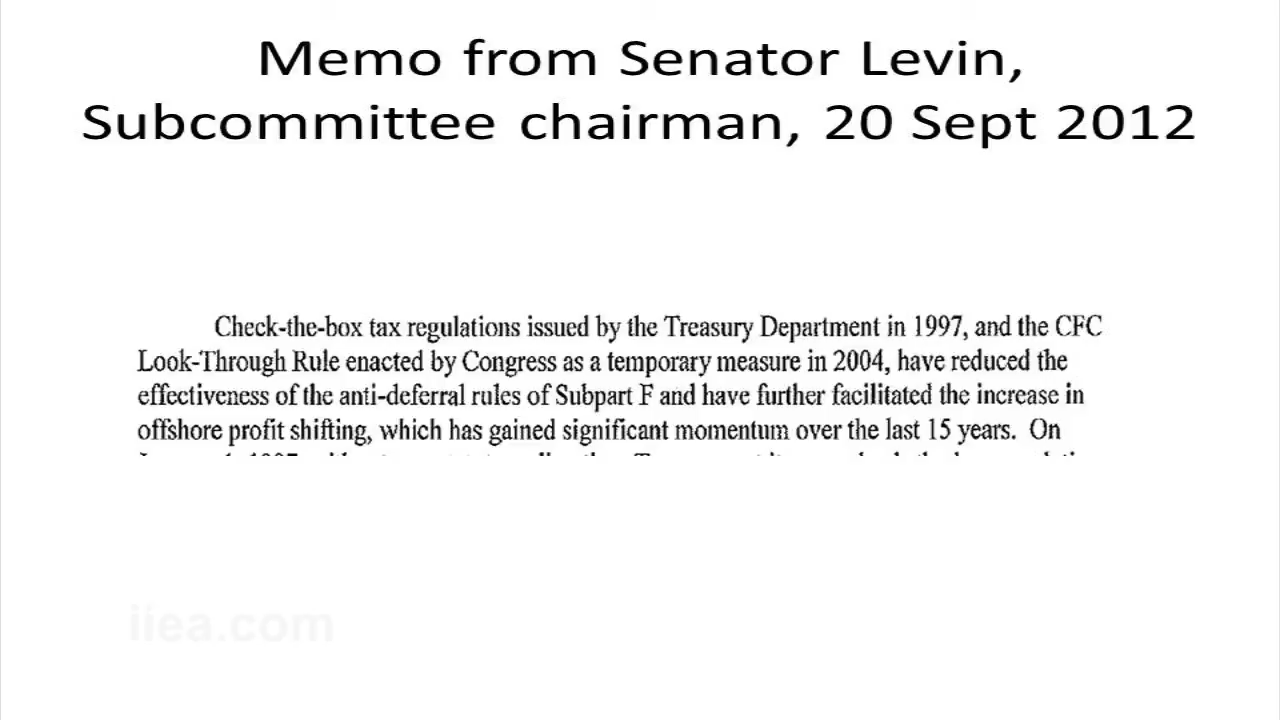 Memo from Senator Levin,
Subcommittee chairman, 20 Sept 2012
Check-the-box tax regulations issued by the Treasury Department in 1997, and the CFC
Look-Through Rule enacted by Congress as a temporary measure in 2004, have reduced the
effectiveness of the anti-deferral rules of Subpart F and have further facilitated the increase in
offshore profit shifting, which has gained significant momentum over the last 15 years. On
iiea.com